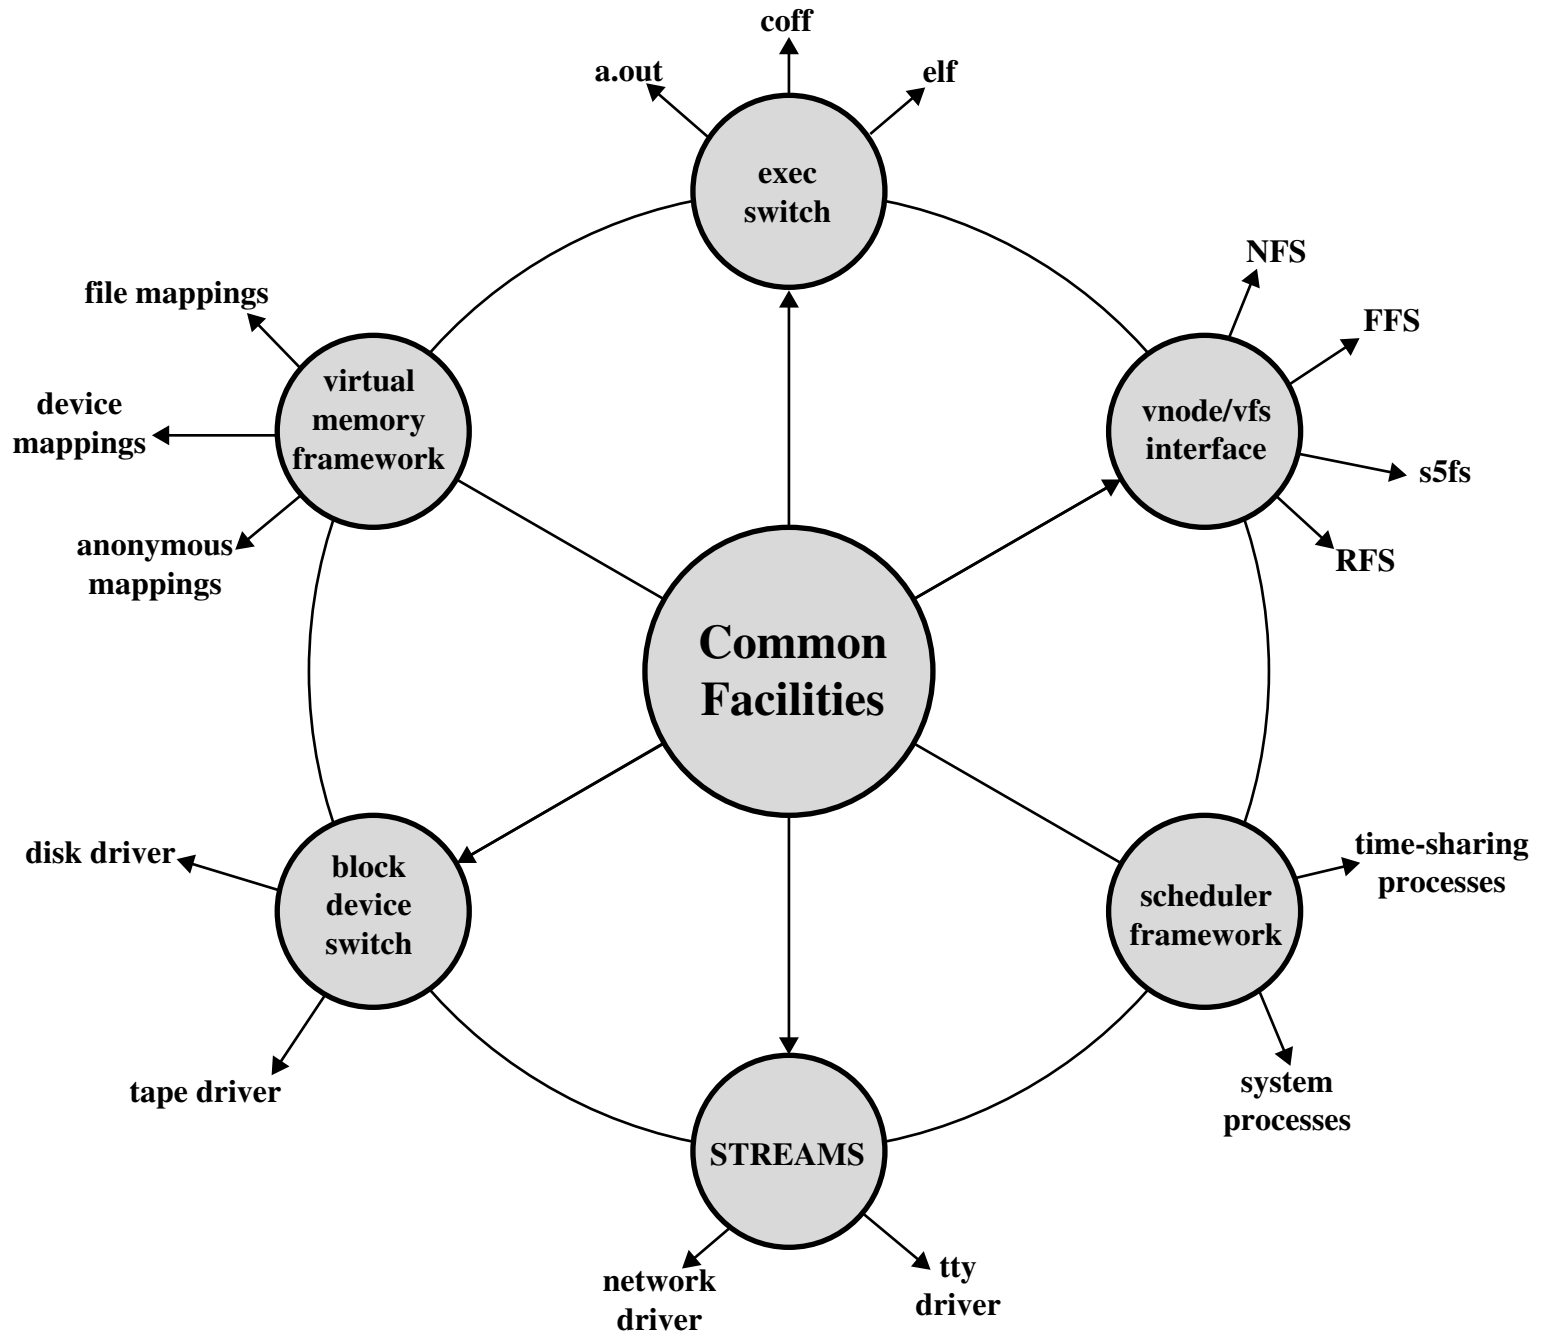 coff
a.out
elf
exec
switch
NFS
FFS
file mappings
virtual
memory
framework
device
mappings
vnode/vfs
interface
s5fs
anonymous
mappings
RFS
Common
Facilities
disk driver
block
device
switch
time-sharing
processes
scheduler
framework
tape driver
system
processes
STREAMS
network
driver
tty
driver